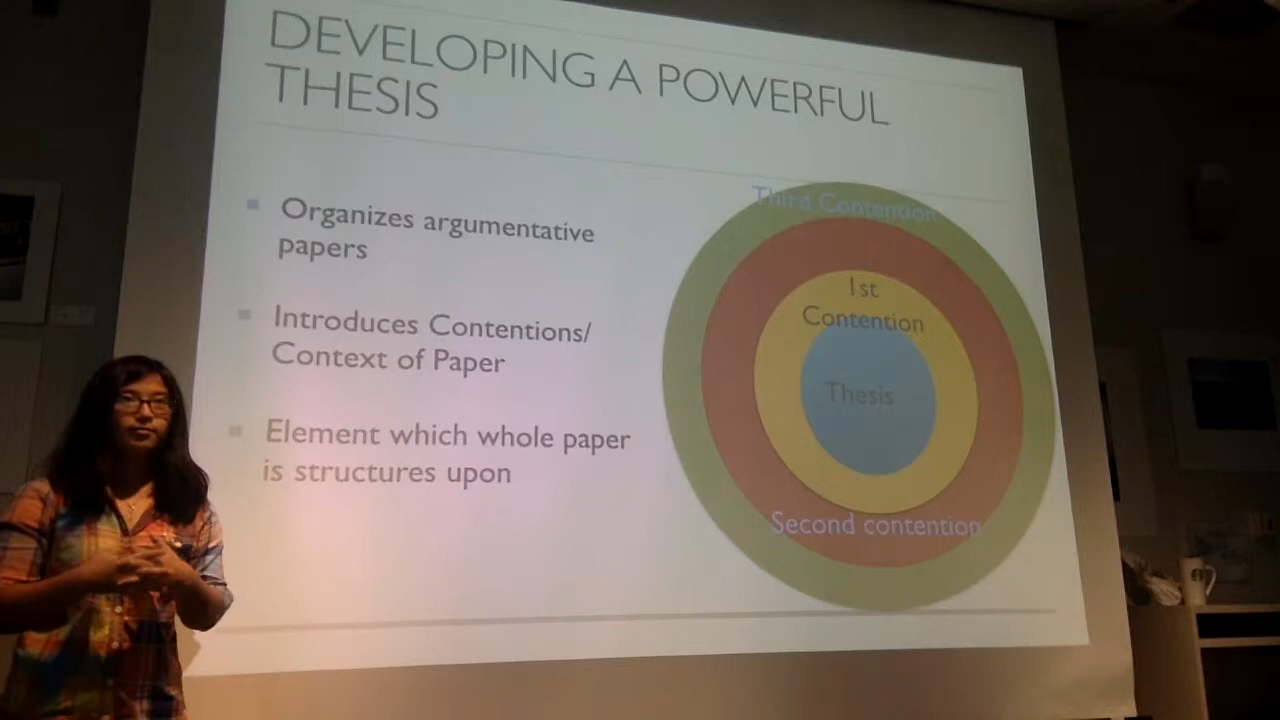 DEVELOPING A POWERFUL
THESIS
Organizes argumentative
papers
Introduces Contentions/
Context of Paper
Element which whole paper
is structures upon
Third Contention
1st
Contention
Thesis
Second contention